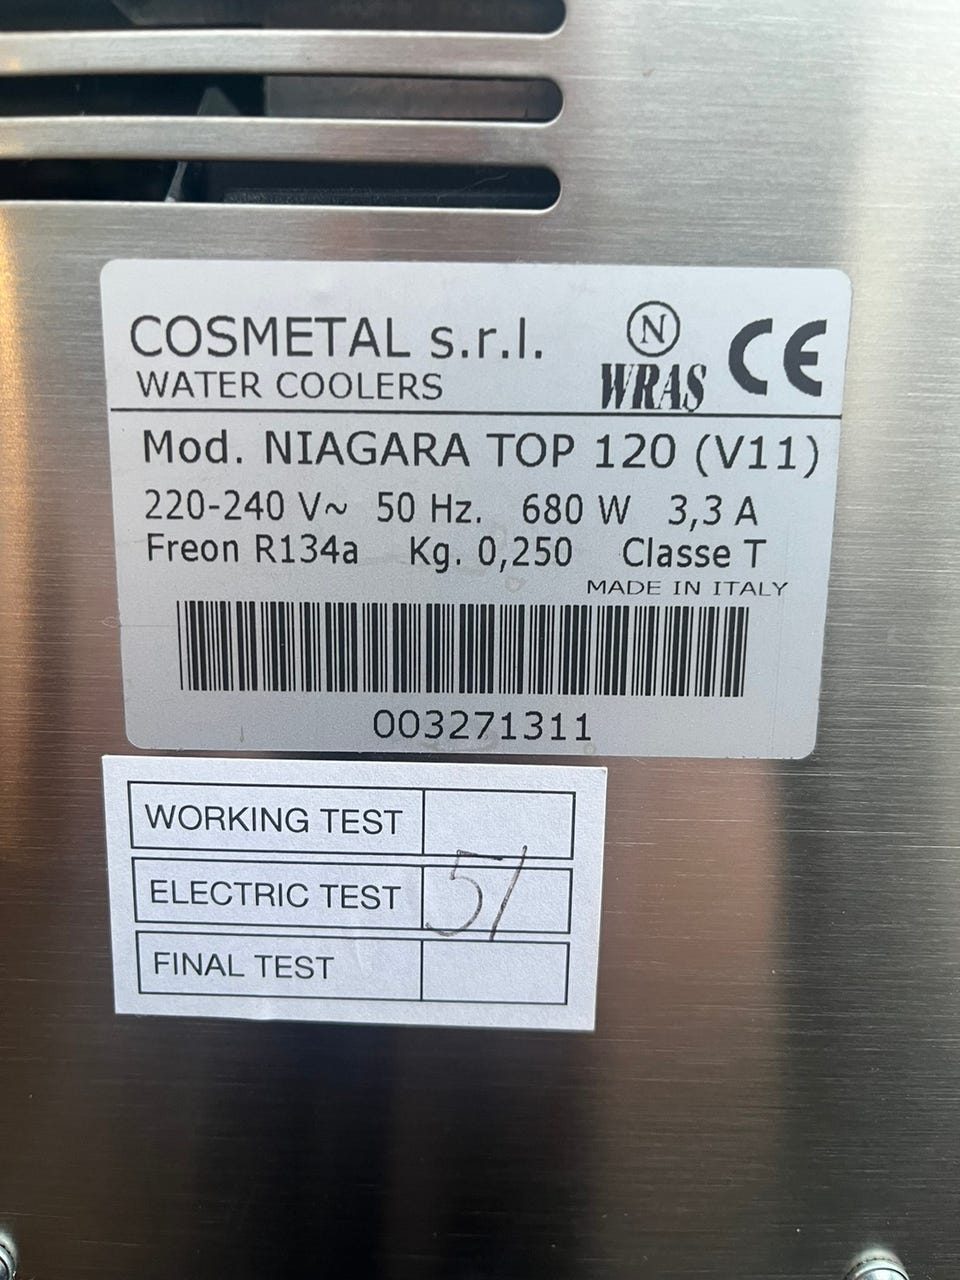 COSMETAL s.r.l.
WATER COOLERS
N
WRAS
CE
Mod. NIAGARA TOP 120 (V11)
220-240 V~ 50 Hz. 680 W 3,3 A
Freon R134a Kg. 0,250 Classe T
MADE IN ITALY
003271311
WORKING TEST
ELECTRIC TEST
51
FINAL TEST